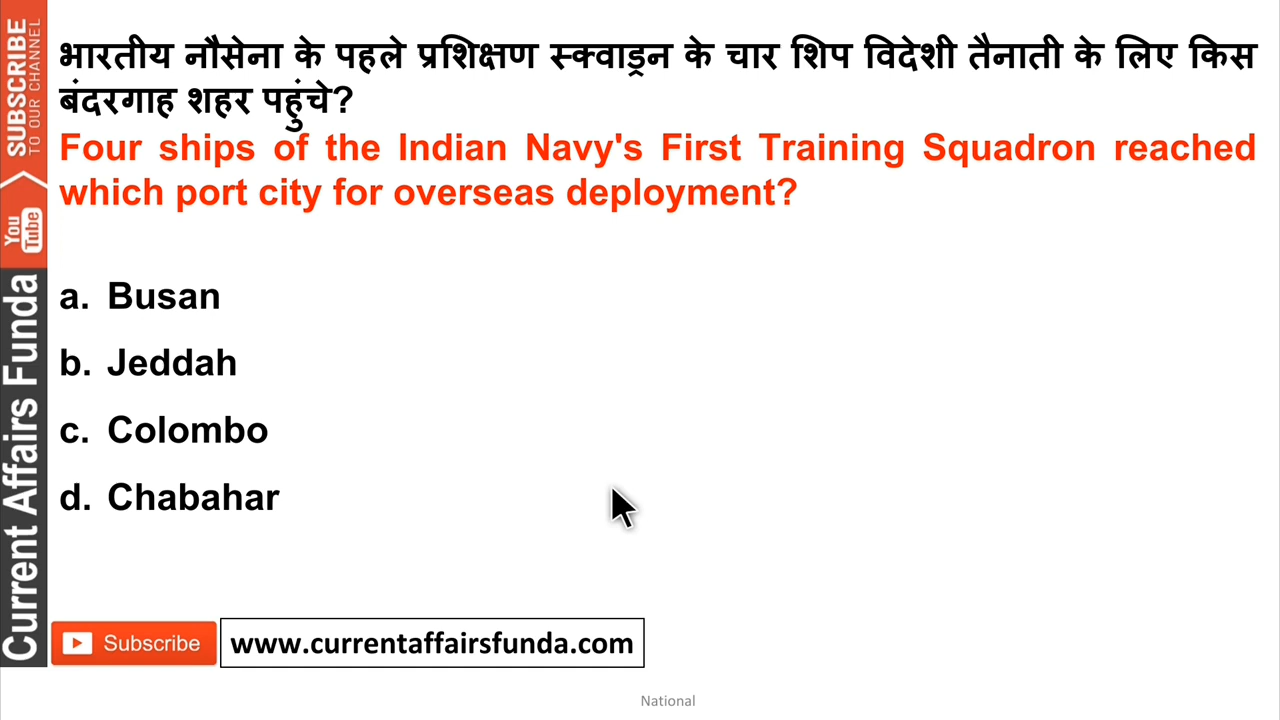 भारतीय नौसेना के पहले प्रशिक्षण स्क्वाड्रन के चार शिप विदेशी तैनाती के लिए किस
बंदरगाह शहर पहुंचे?
Four ships of the Indian Navy's First Training Squadron reached
which port city for overseas deployment?
a. Busan
b. Jeddah
c. Colombo
d. Chabahar
SUBSCRIBE
TO OUR CHANNEL
You
Tube
Current Affairs Funda
Subscribe
www.currentaffairsfunda.com
National